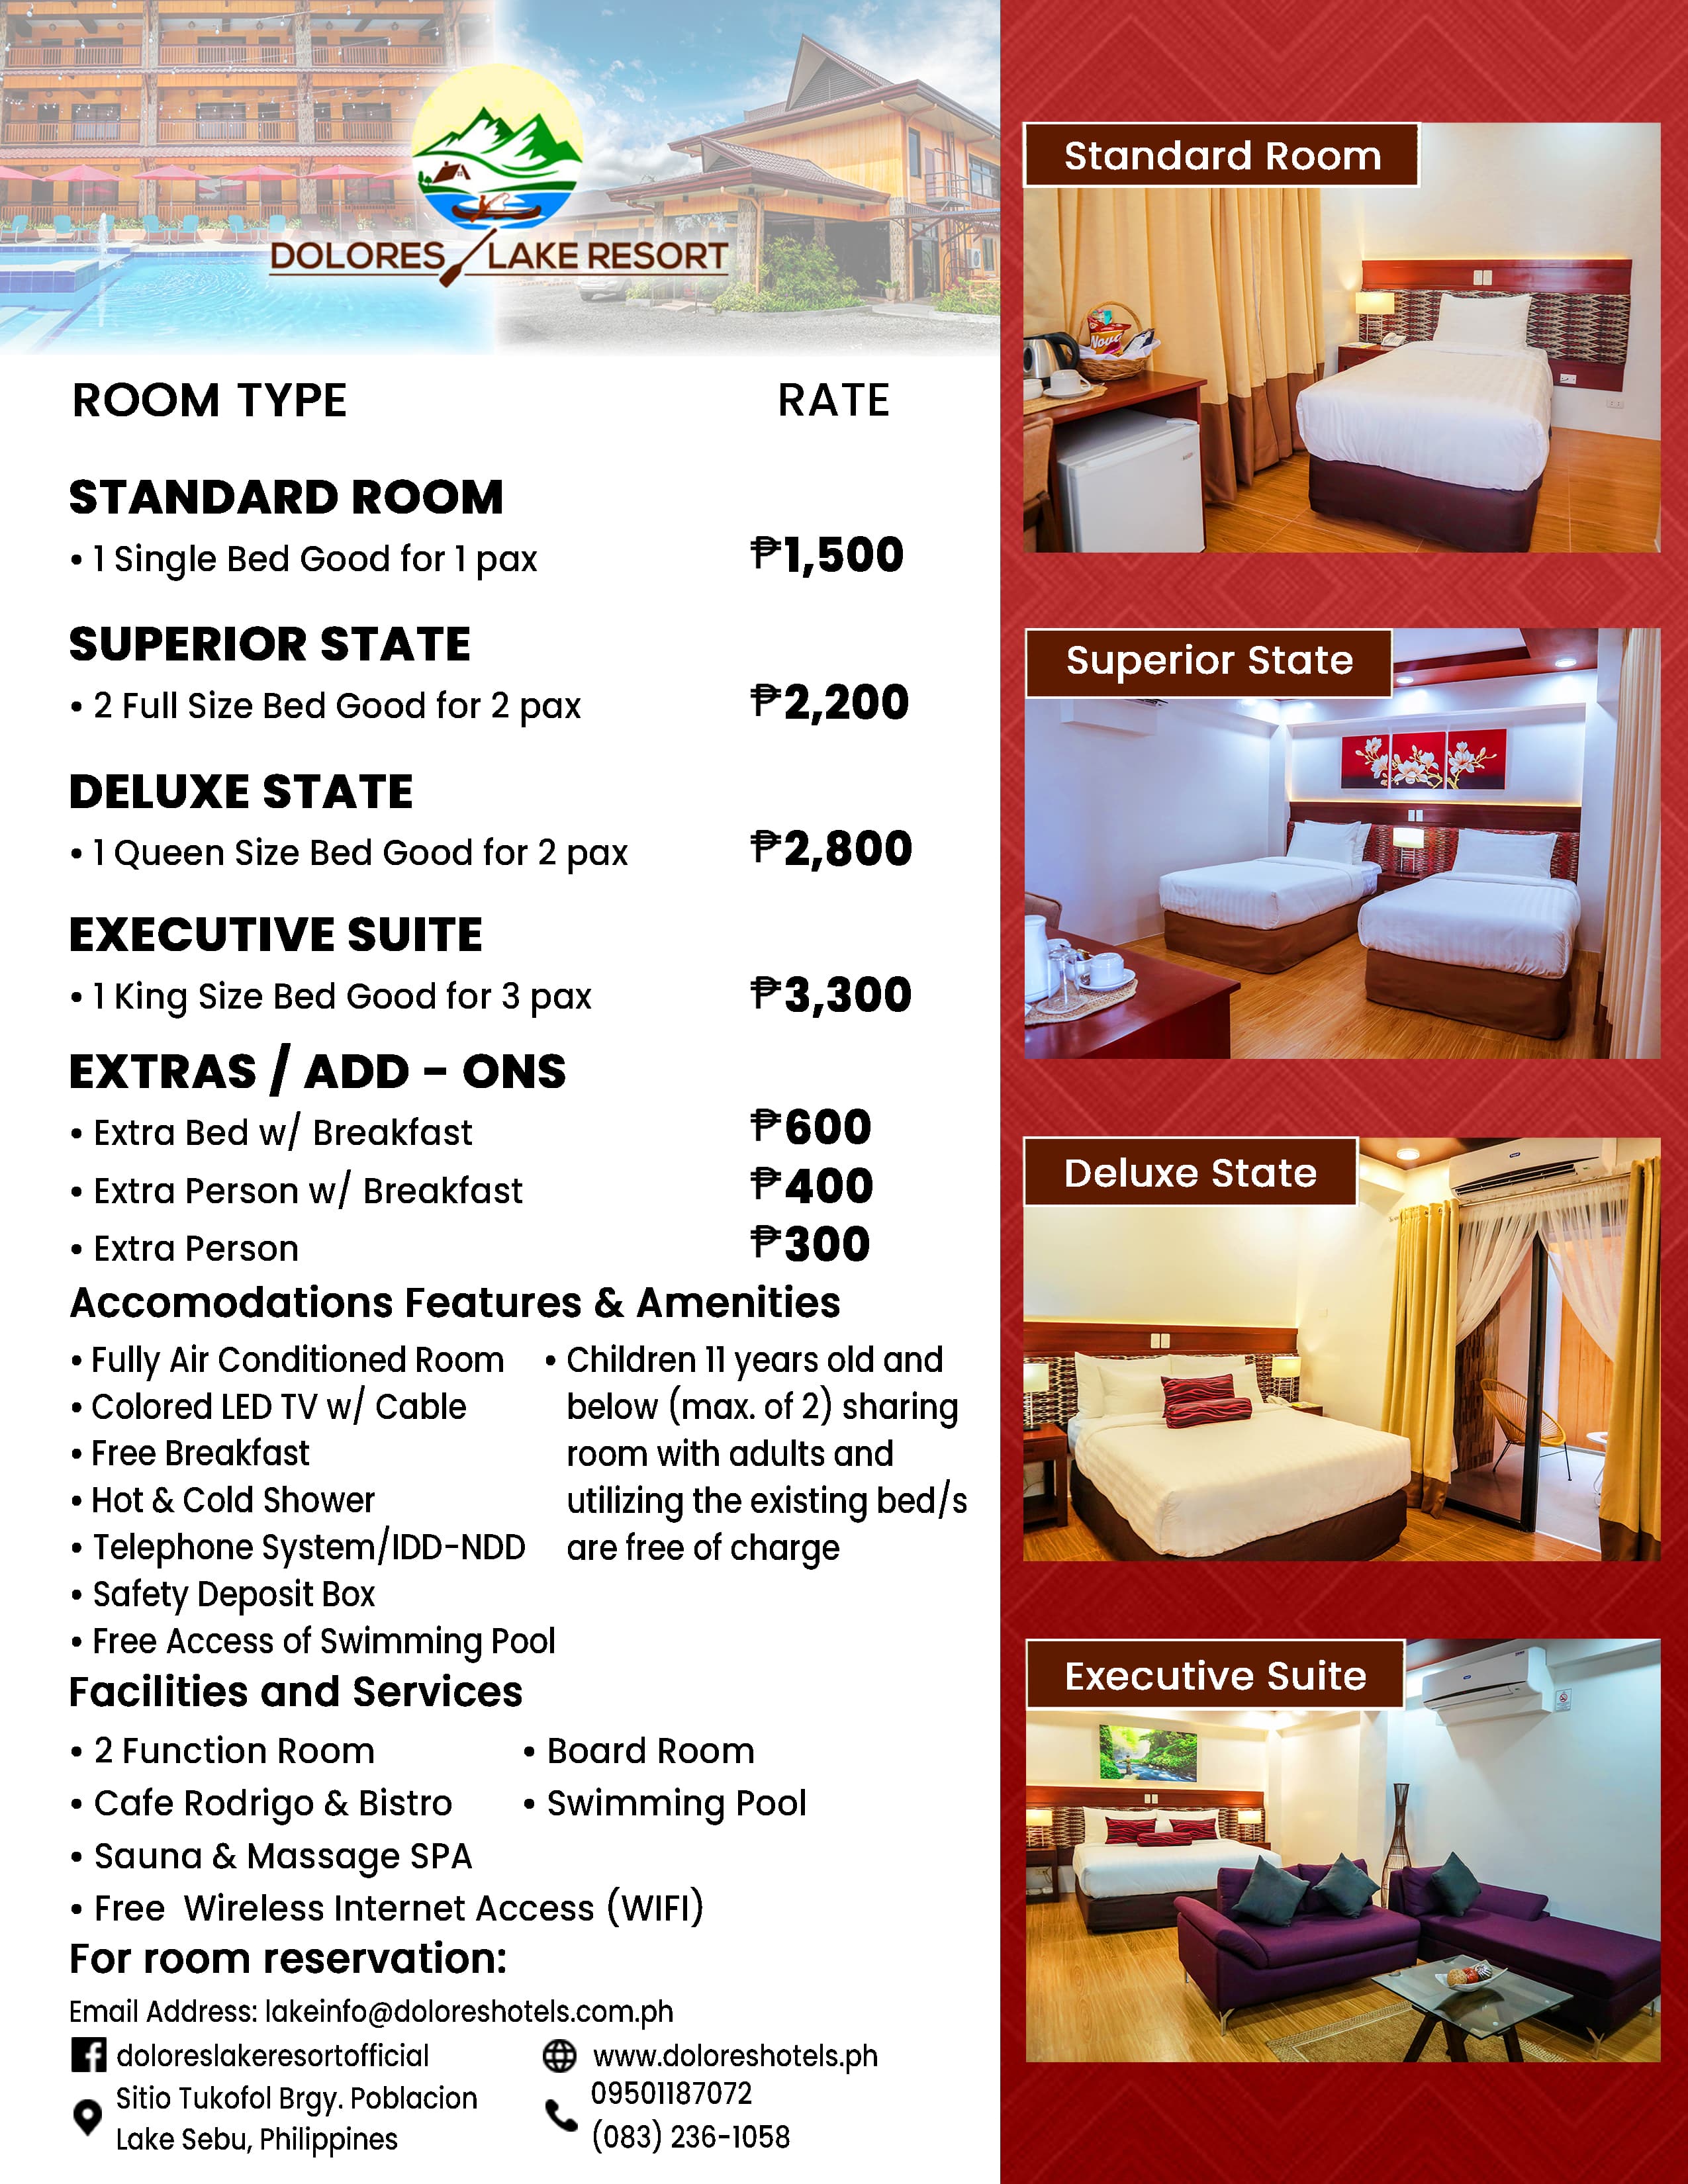 DOLORES LAKE RESORT
ROOM TYPE RATE
STANDARD ROOM
• 1 Single Bed Good for 1 pax ₱1,500
SUPERIOR STATE
• 2 Full Size Bed Good for 2 pax ₱2,200
DELUXE STATE
• 1 Queen Size Bed Good for 2 pax ₱2,800
EXECUTIVE SUITE
• 1 King Size Bed Good for 3 pax ₱3,300
EXTRAS / ADD - ONS
• Extra Bed w/ Breakfast ₱600
• Extra Person w/ Breakfast ₱400
• Extra Person ₱300
Accomodations Features & Amenities
• Fully Air Conditioned Room
• Colored LED TV w/ Cable
• Free Breakfast
• Hot & Cold Shower
• Telephone System/IDD-NDD
• Safety Deposit Box
• Free Access of Swimming Pool
• Children 11 years old and
below (max. of 2) sharing
room with adults and
utilizing the existing bed/s
are free of charge
Facilities and Services
• 2 Function Room
• Cafe Rodrigo & Bistro
• Sauna & Massage SPA
• Free Wireless Internet Access (WIFI)
• Board Room
• Swimming Pool
For room reservation:
Email Address: lakeinfo@doloreshotels.com.ph
doloreslakeresortofficial
Sitio Tukofol Brgy. Poblacion
Lake Sebu, Philippines
www.doloreshotels.ph
09501187072
(083) 236-1058
Standard Room
Nova
Superior State
Deluxe State
Executive Suite